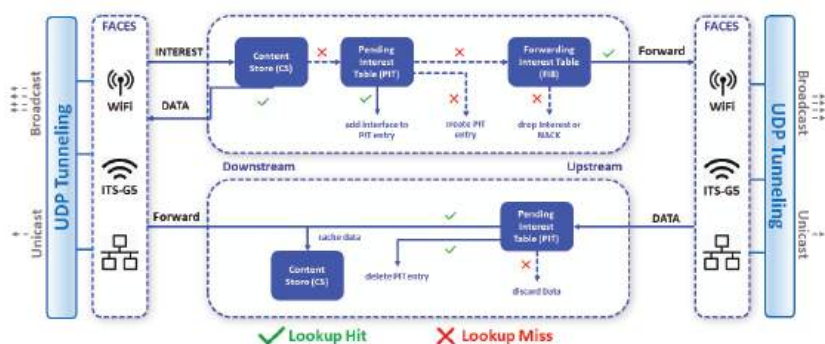 FACES
INTEREST
WiFi
DATA
ITS-G5
Forward
UDP Tunneling
Broadcast
Unicast
Content
Store (CS)
Pending
Interest
Table (PIT)
Forwarding
Interest Table
(FIB)
Forward
add interface to
PIT entry
create PIT
entry
drop Interest or
NACK
Downstream
Upstream
Pending
Interest
Table (PIT)
DATA
cache data
Content
Store (CS)
delete PIT entry
discard Data
FACES
WiFi
ITS-G5
UDP Tunneling
Broadcast
Unicast
Lookup Hit
Lookup Miss